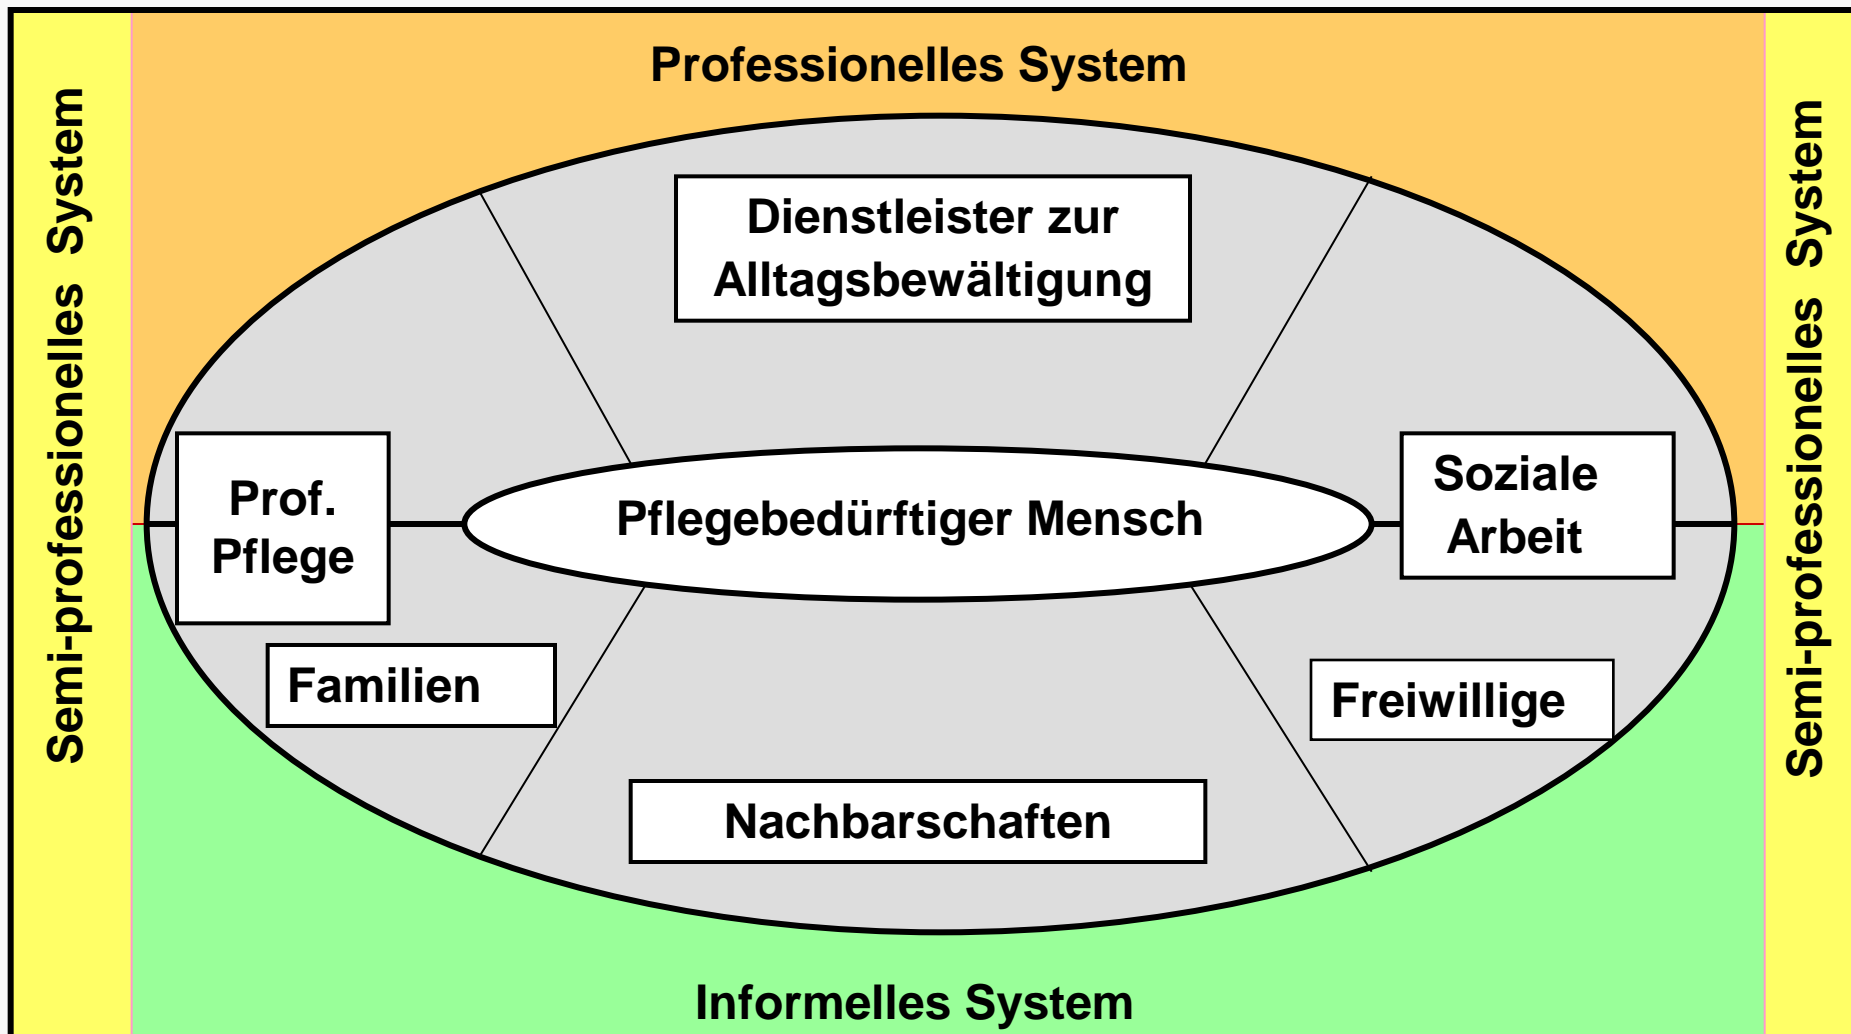 Professionelles System
Semi-professionelles System
Dienstleister zur
Alltagsbewältigung
Prof.
Pflege
Pflegebedürftiger Mensch
Soziale
Arbeit
Familien
Freiwillige
Nachbarschaften
Informelles System
Semi-professionelles System